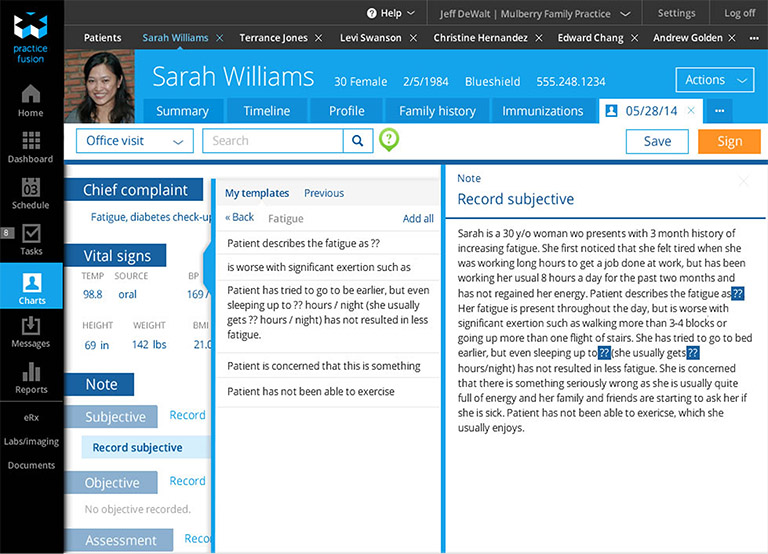 practice
fusion
Home
Dashboard
03
Schedule
8
Tasks
Charts
Messages
Reports
eRx
Labs/imaging
Documents
? Help
Jeff DeWalt | Mulberry Family Practice
Settings
Log off
Patients
Sarah Williams ×
Terrance Jones ×
Levi Swanson ×
Christine Hernandez ×
Edward Chang ×
Andrew Golden ×
•••
Sarah Williams
30 Female
2/5/1984
Blueshield
555.248.1234
Actions
Summary
Timeline
Profile
Family history
Immunizations
05/28/14 ×
•••
Office visit
Search
?
Save
Sign
Chief complaint
Fatigue, diabetes check-up
Vital signs
TEMP SOURCE BP
98.8 oral 169 /
HEIGHT WEIGHT BMI
69 in 142 lbs 21.0
Note
Subjective Record
Record subjective
Objective Record
No objective recorded.
Assessment Reco
My templates Previous
« Back Fatigue Add all
Patient describes the fatigue as ??
is worse with significant exertion such as
Patient has tried to go to be earlier, but even
sleeping up to ?? hours / night (she usually
gets ?? hours / night) has not resulted in less
fatigue.
Patient is concerned that this is something
Patient has not been able to exercise
Note
Record subjective
Sarah is a 30 y/o woman wo presents with 3 month history of
increasing fatigue. She first noticed that she felt tired when she
was working long hours to get a job done at work, but has been
working her usual 8 hours a day for the past two months and
has not regained her energy. Patient describes the fatigue as ??
Her fatigue is present throughout the day, but is worse with
significant exertion such as walking more than 3-4 blocks or
going up more than one flight of stairs. She has tried to go to bed
earlier, but even sleeping up to ?? (she usually gets ??
hours/night) has not resulted in less fatigue. She is concerned
that there is something seriously wrong as she is usually quite
full of energy and her family and friends are starting to ask her if
she is sick. Patient has not been able to exericse, which she
usually enjoys.